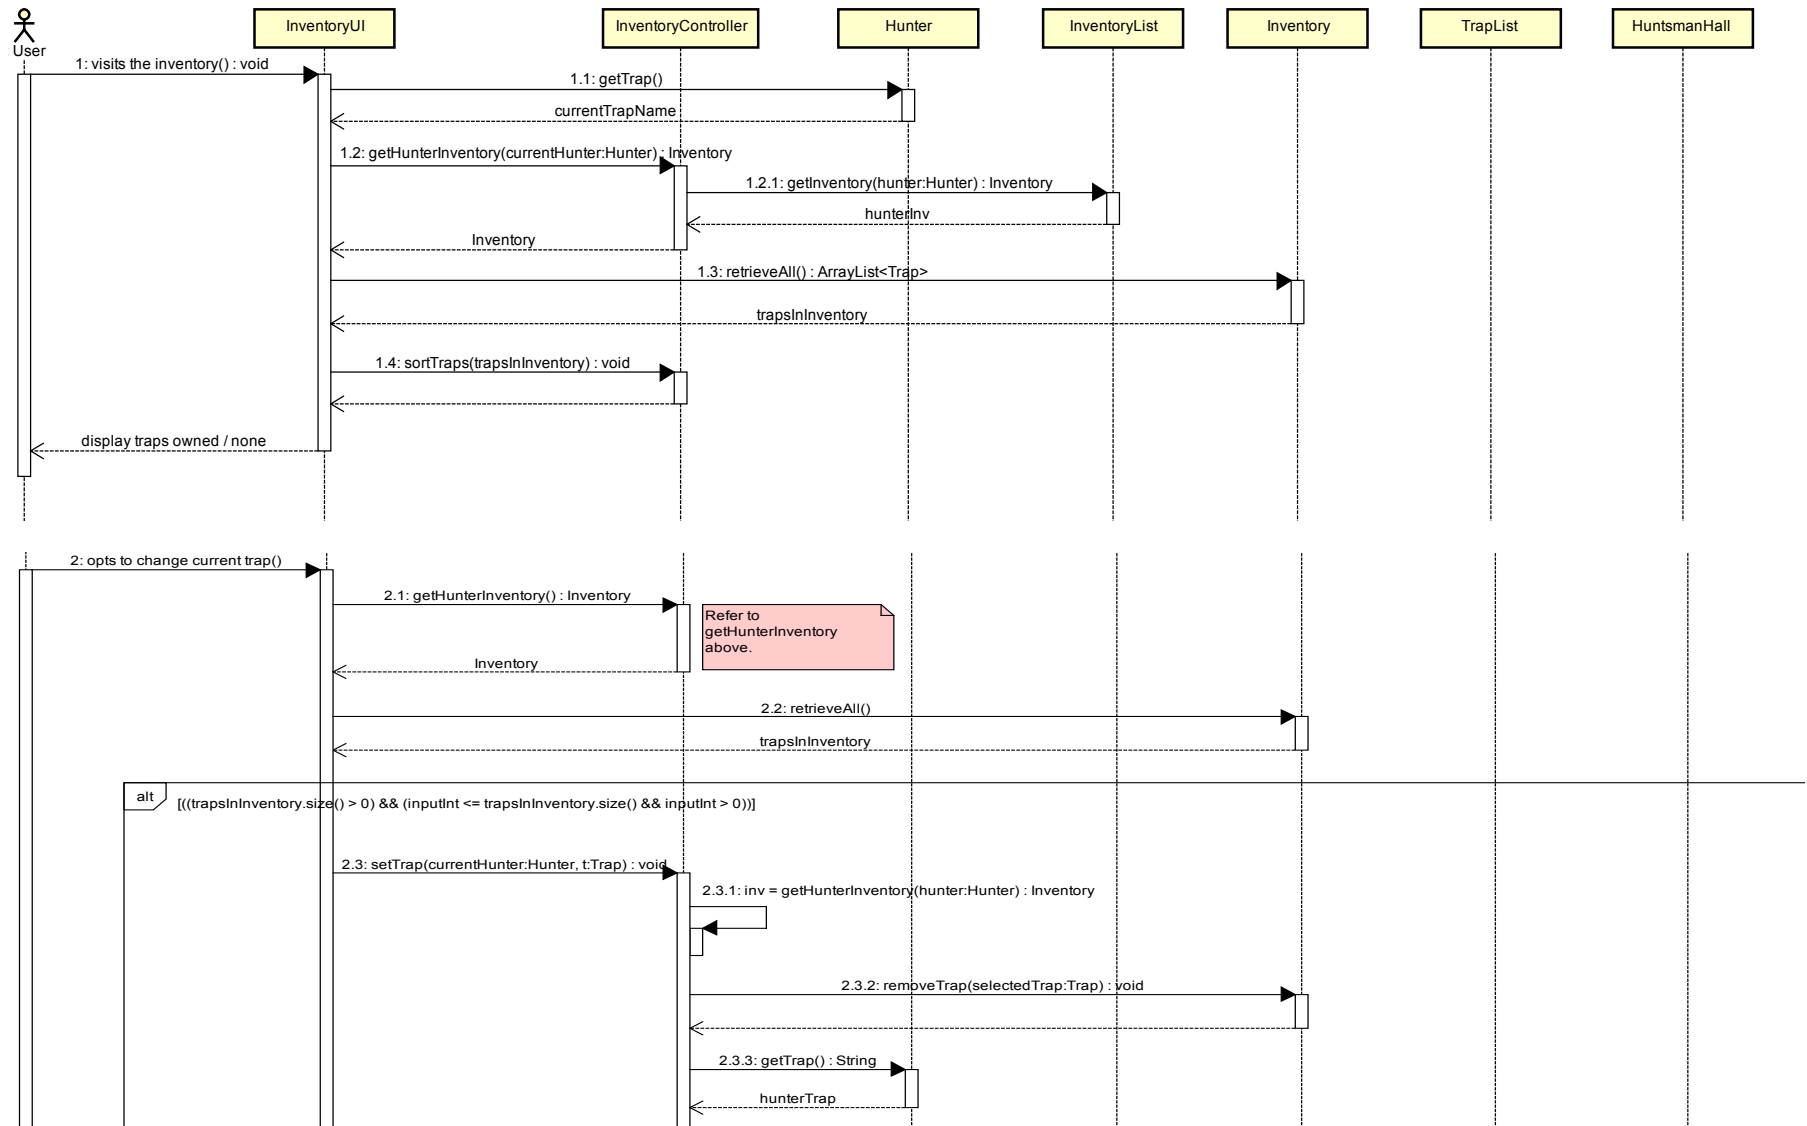 User
InventoryUI
InventoryController
Hunter
InventoryList
Inventory
TrapList
HuntsmanHall
1: visits the inventory() : void
1.1: getTrap()
currentTrapName
1.2: getHunterInventory(currentHunter:Hunter) : Inventory
1.2.1: getInventory(hunter:Hunter) : Inventory
hunterInv
Inventory
1.3: retrieveAll() : ArrayList<Trap>
trapsInInventory
1.4: sortTraps(trapsInInventory) : void
display traps owned / none
2: opts to change current trap()
2.1: getHunterInventory() : Inventory
Refer to
getHunterInventory
above.
Inventory
2.2: retrieveAll()
trapsInInventory
alt
[((trapsInInventory.size() > 0) && (inputInt <= trapsInInventory.size() && inputInt > 0))]
2.3: setTrap(currentHunter:Hunter, t:Trap) : void
2.3.1: inv = getHunterInventory(hunter:Hunter) : Inventory
2.3.2: removeTrap(selectedTrap:Trap) : void
2.3.3: getTrap() : String
hunterTrap